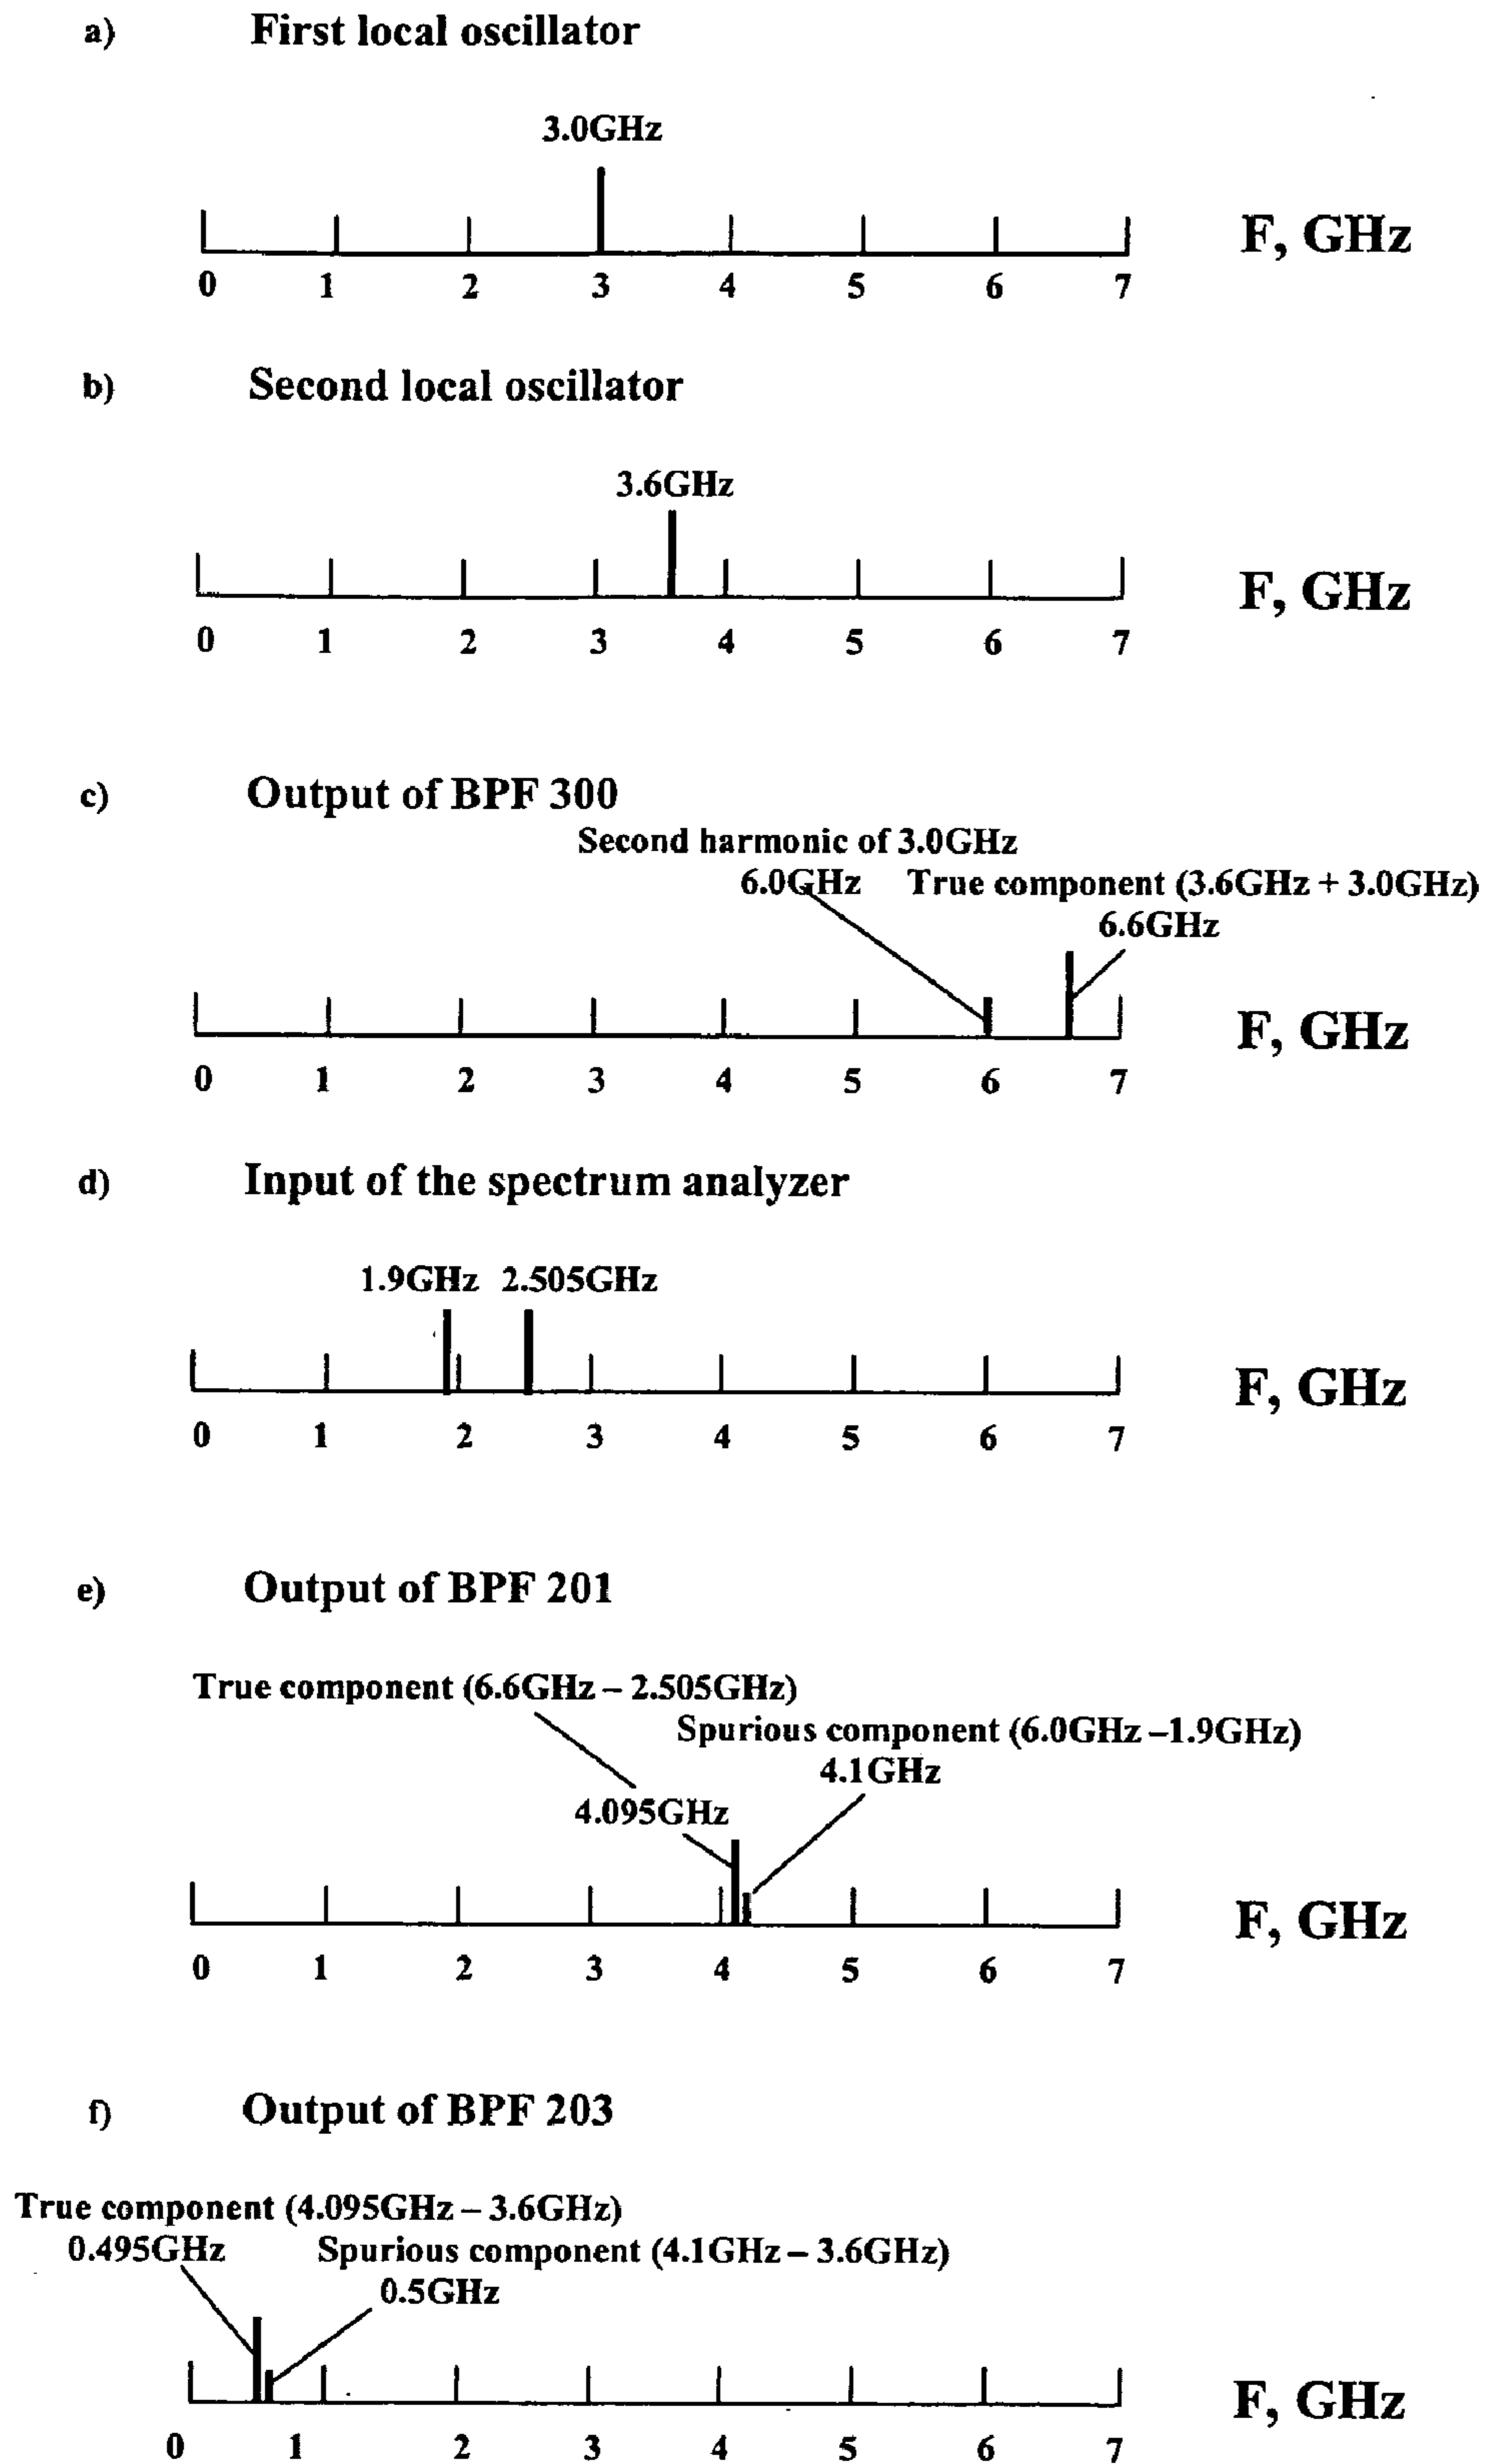 a) First local oscillator
3.0GHz
F, GHz
0 1 2 3 4 5 6 7
b) Second local oscillator
3.6GHz
F, GHz
0 1 2 3 4 5 6 7
c) Output of BPF 300
Second harmonic of 3.0GHz
6.0GHz True component (3.6GHz + 3.0GHz)
6.6GHz
F, GHz
0 1 2 3 4 5 6 7
d) Input of the spectrum analyzer
1.9GHz 2.505GHz
F, GHz
0 1 2 3 4 5 6 7
e) Output of BPF 201
True component (6.6GHz – 2.505GHz)
Spurious component (6.0GHz –1.9GHz)
4.1GHz
4.095GHz
F, GHz
0 1 2 3 4 5 6 7
f) Output of BPF 203
True component (4.095GHz – 3.6GHz)
0.495GHz Spurious component (4.1GHz – 3.6GHz)
0.5GHz
F, GHz
0 1 2 3 4 5 6 7